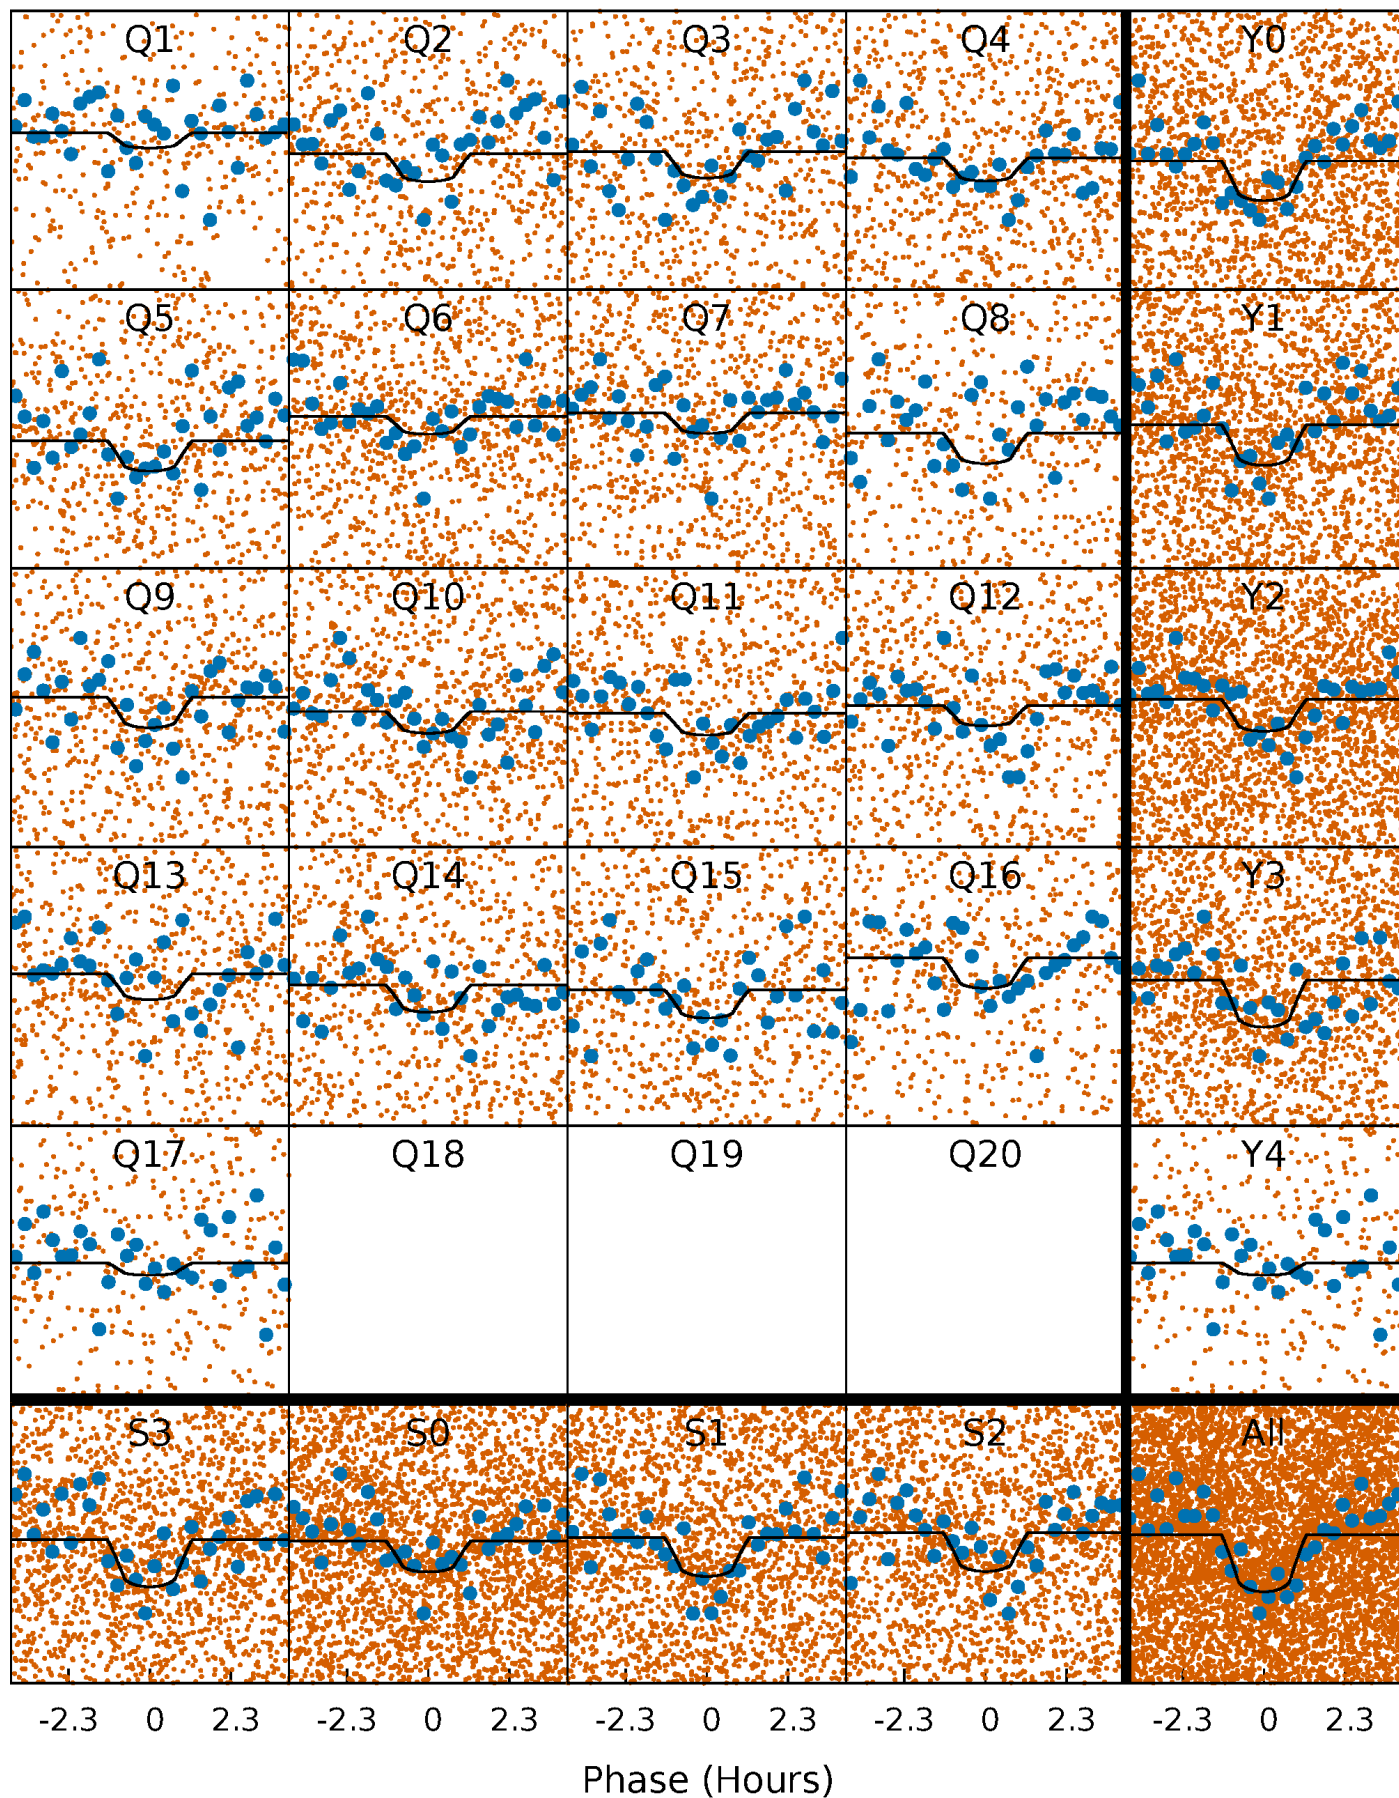 Q1 Q2 Q3 Q4 Y0
Q5 Q6 Q7 Q8 Y1
Q9 Q10 Q11 Q12 Y2
Q13 Q14 Q15 Q16 Y3
Q17 Q18 Q19 Q20 Y4
S3 S0 S1 S2 All
-2.3 0 2.3 -2.3 0 2.3 -2.3 0 2.3 -2.3 0 2.3 -2.3 0 2.3
Phase (Hours)